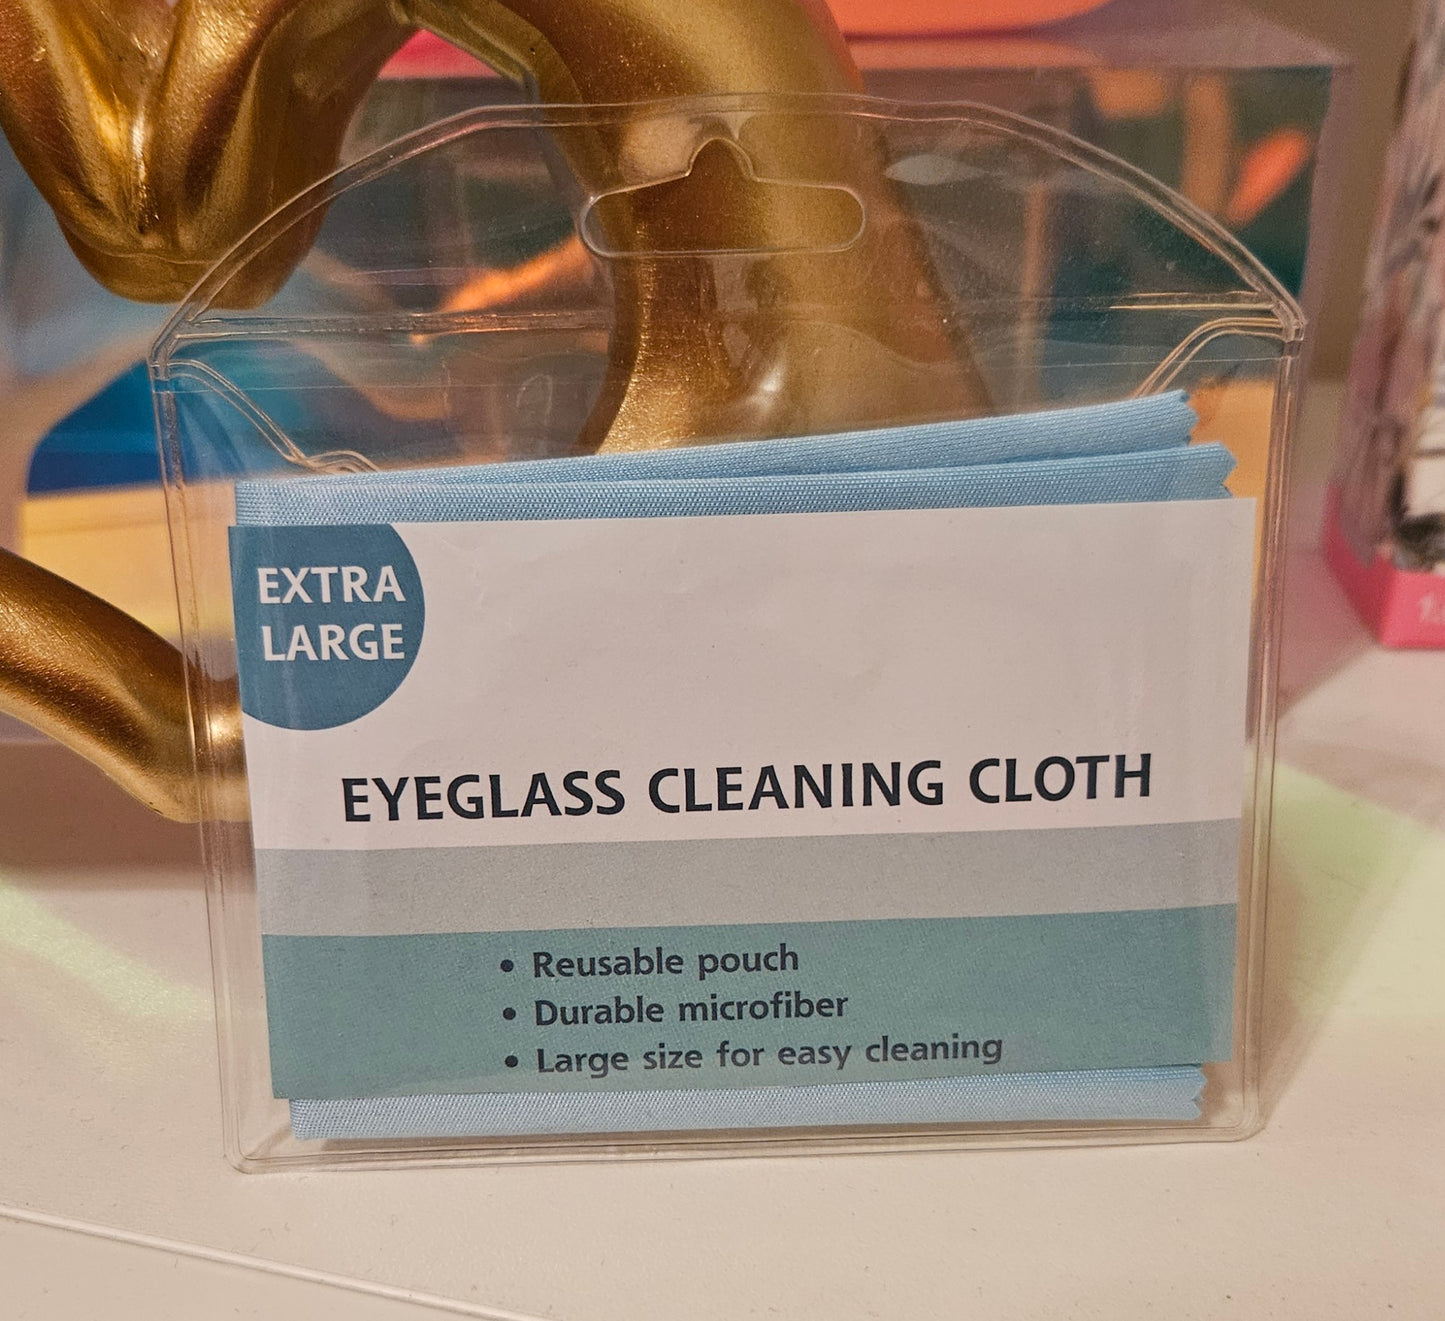 EXTRA
LARGE
EYEGLASS CLEANING CLOTH
• Reusable pouch
• Durable microfiber
• Large size for easy cleaning